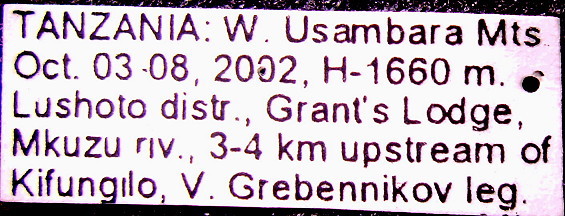 TANZANIA: W. Usambara Mts
Oct. 03-08, 2002, H-1660 m.
Lushoto distr., Grant's Lodge,
Mkuzu riv., 3-4 km upstream of
Kifungilo, V. Grebennikov leg.